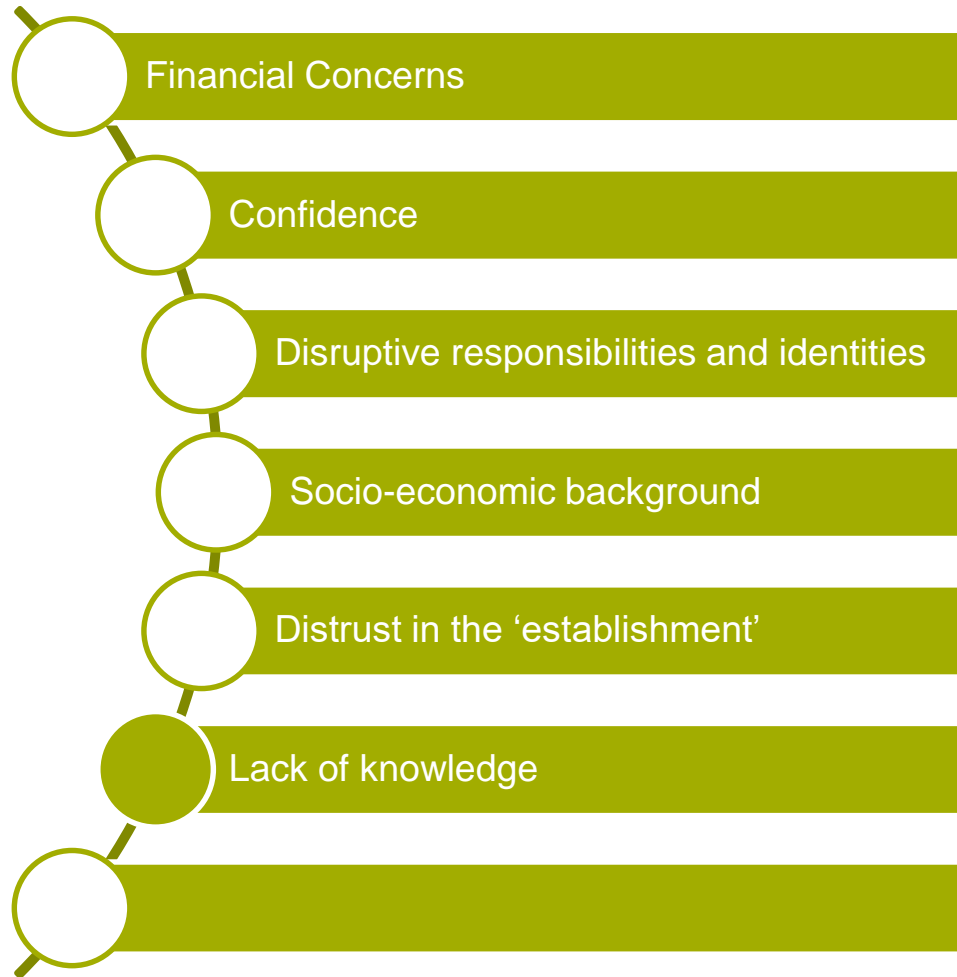 Financial Concerns
Confidence
Disruptive responsibilities and identities
Socio-economic background
Distrust in the ‘establishment’
Lack of knowledge